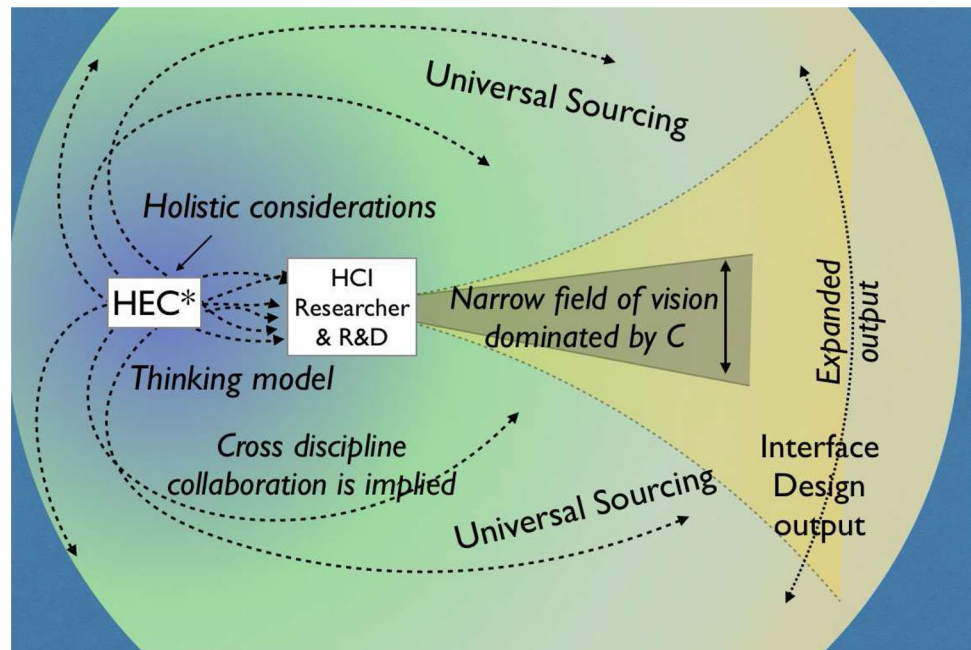 Universal Sourcing
Holistic considerations
HEC*
HCI
Researcher
& R&D
Narrow field of vision
dominated by C
Expanded
output
Thinking model
Cross discipline
collaboration is implied
Universal Sourcing
Interface
Design
output